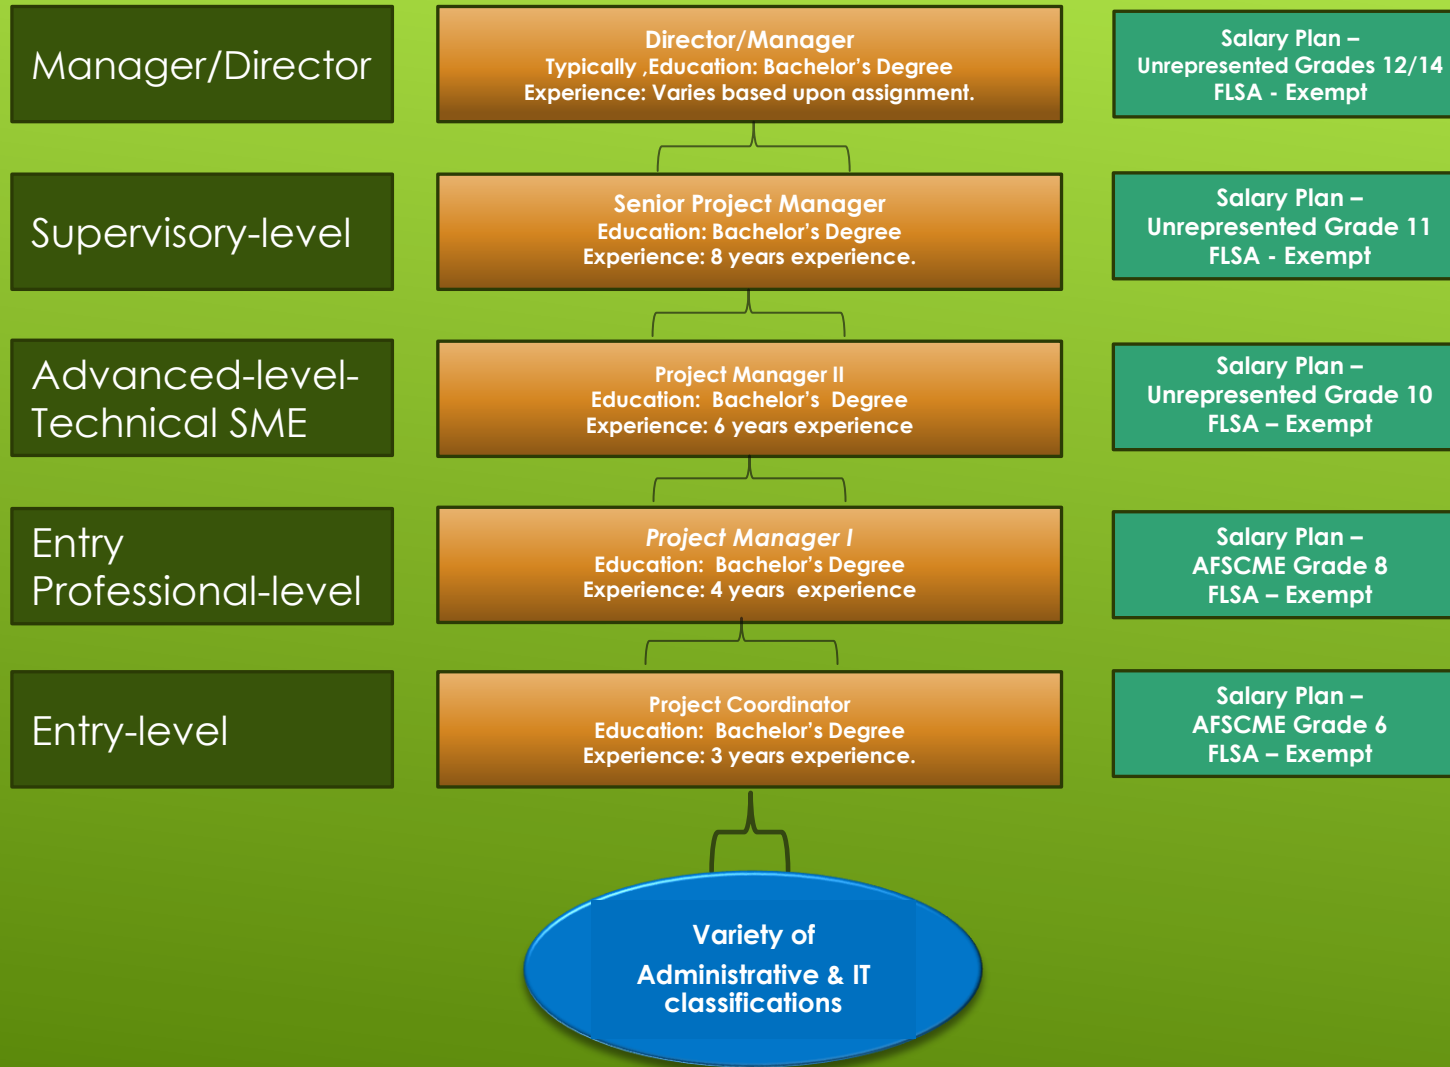 Manager/Director
Director/Manager
Typically ,Education: Bachelor’s Degree
Experience: Varies based upon assignment.
Salary Plan –
Unrepresented Grades 12/14
FLSA - Exempt
Supervisory-level
Senior Project Manager
Education: Bachelor’s Degree
Experience: 8 years experience.
Salary Plan –
Unrepresented Grade 11
FLSA - Exempt
Advanced-level-
Technical SME
Project Manager II
Education:  Bachelor’s  Degree
Experience: 6 years experience
Salary Plan –
Unrepresented Grade 10
FLSA – Exempt
Entry
Professional-level
Project Manager I
Education:  Bachelor’s Degree
Experience: 4 years  experience
Salary Plan –
AFSCME Grade 8
FLSA – Exempt
Entry-level
Project Coordinator
Education:  Bachelor’s Degree
Experience: 3 years experience.
Salary Plan –
AFSCME Grade 6
FLSA – Exempt
Variety of
Administrative & IT
classifications